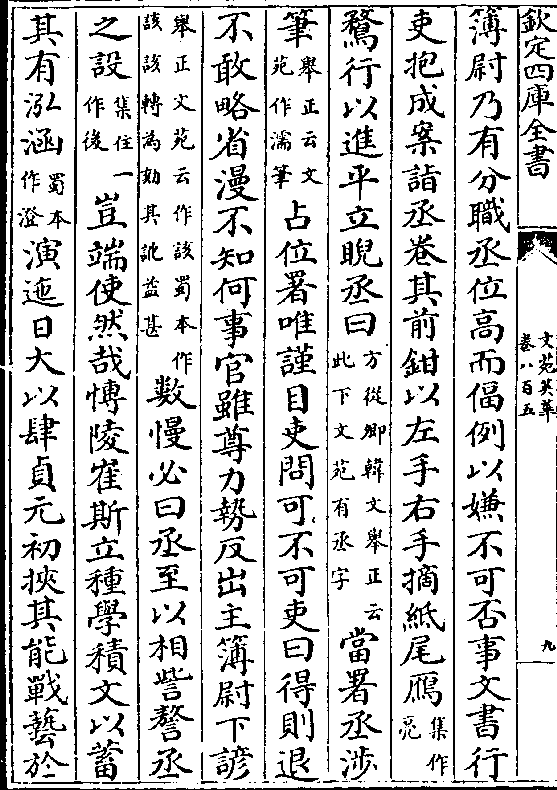 欽定四庫全書
文苑英華
卷八百五
九
簿尉乃有分職丞位髙而偪例以嫌不可否事文書行
吏抱成案詣丞卷其前鉗以左手右手摘紙尾鴈集作亮
鶩行以進平立睨丞曰方從卿韓文舉正云此下文苑有丞字當署丞涉
筆舉正云文苑作濡筆占位署唯謹目吏問可不可吏曰得則退
不敢略省漫不知何事官雖尊力勢反出主簿尉下諺
舉正文苑云作該蜀本作該該轉為劾其訛益甚數慢必曰丞至以相訾謷丞
之設集作後住一豈端使然哉愽陵崔斯立種學積文以蓄
其有泓涵蜀本作澄演迤日大以肆貞元初挾其能戰藝於